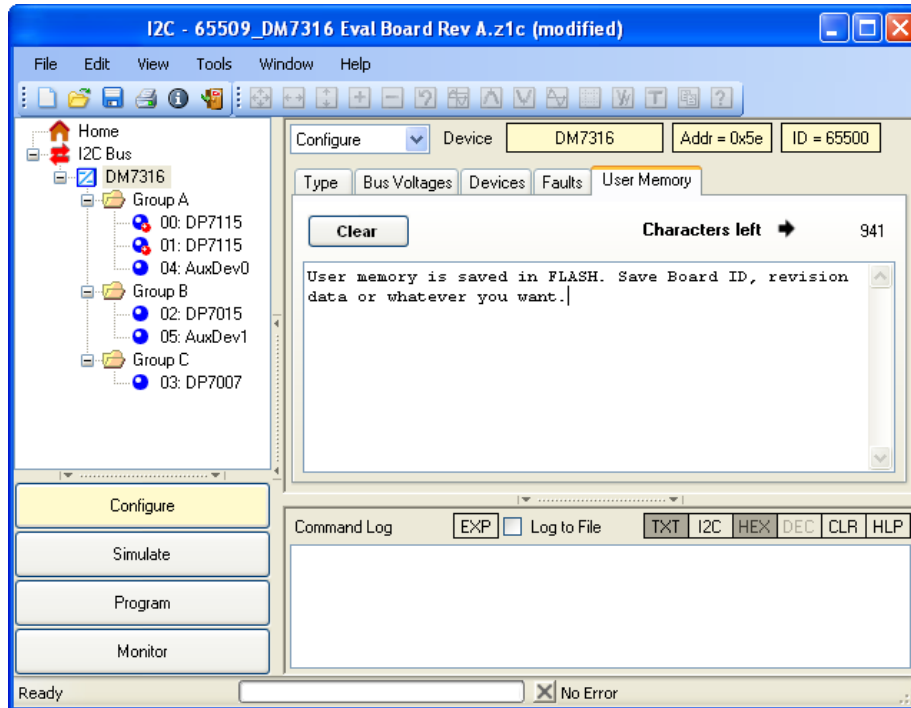 I2C - 65509_DM7316 Eval Board Rev A.z1c (modified)
File Edit View Tools Window Help
Home
I2C Bus
DM7316
Group A
00: DP7115
01: DP7115
04: AuxDev0
Group B
02: DP7015
05: AuxDev1
Group C
03: DP7007
Configure
Simulate
Program
Monitor
Configure Device DM7316 Addr = 0x5e ID = 65500
Type Bus Voltages Devices Faults User Memory
Clear Characters left 941
User memory is saved in FLASH. Save Board ID, revision
data or whatever you want.
Command Log EXP Log to File TXT I2C HEX DEC CLR HLP
Ready No Error